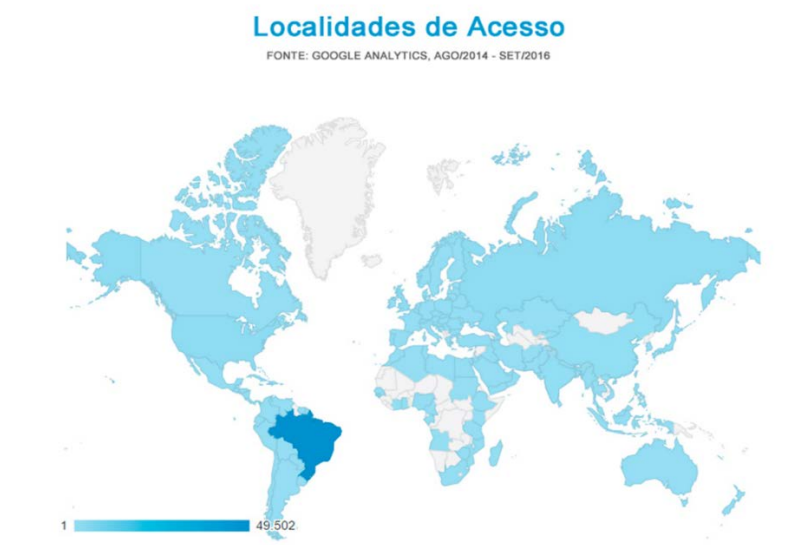 Localidades de Acesso
FONTE: GOOGLE ANALYTICS, AGO/2014 - SET/2016
1
49.502